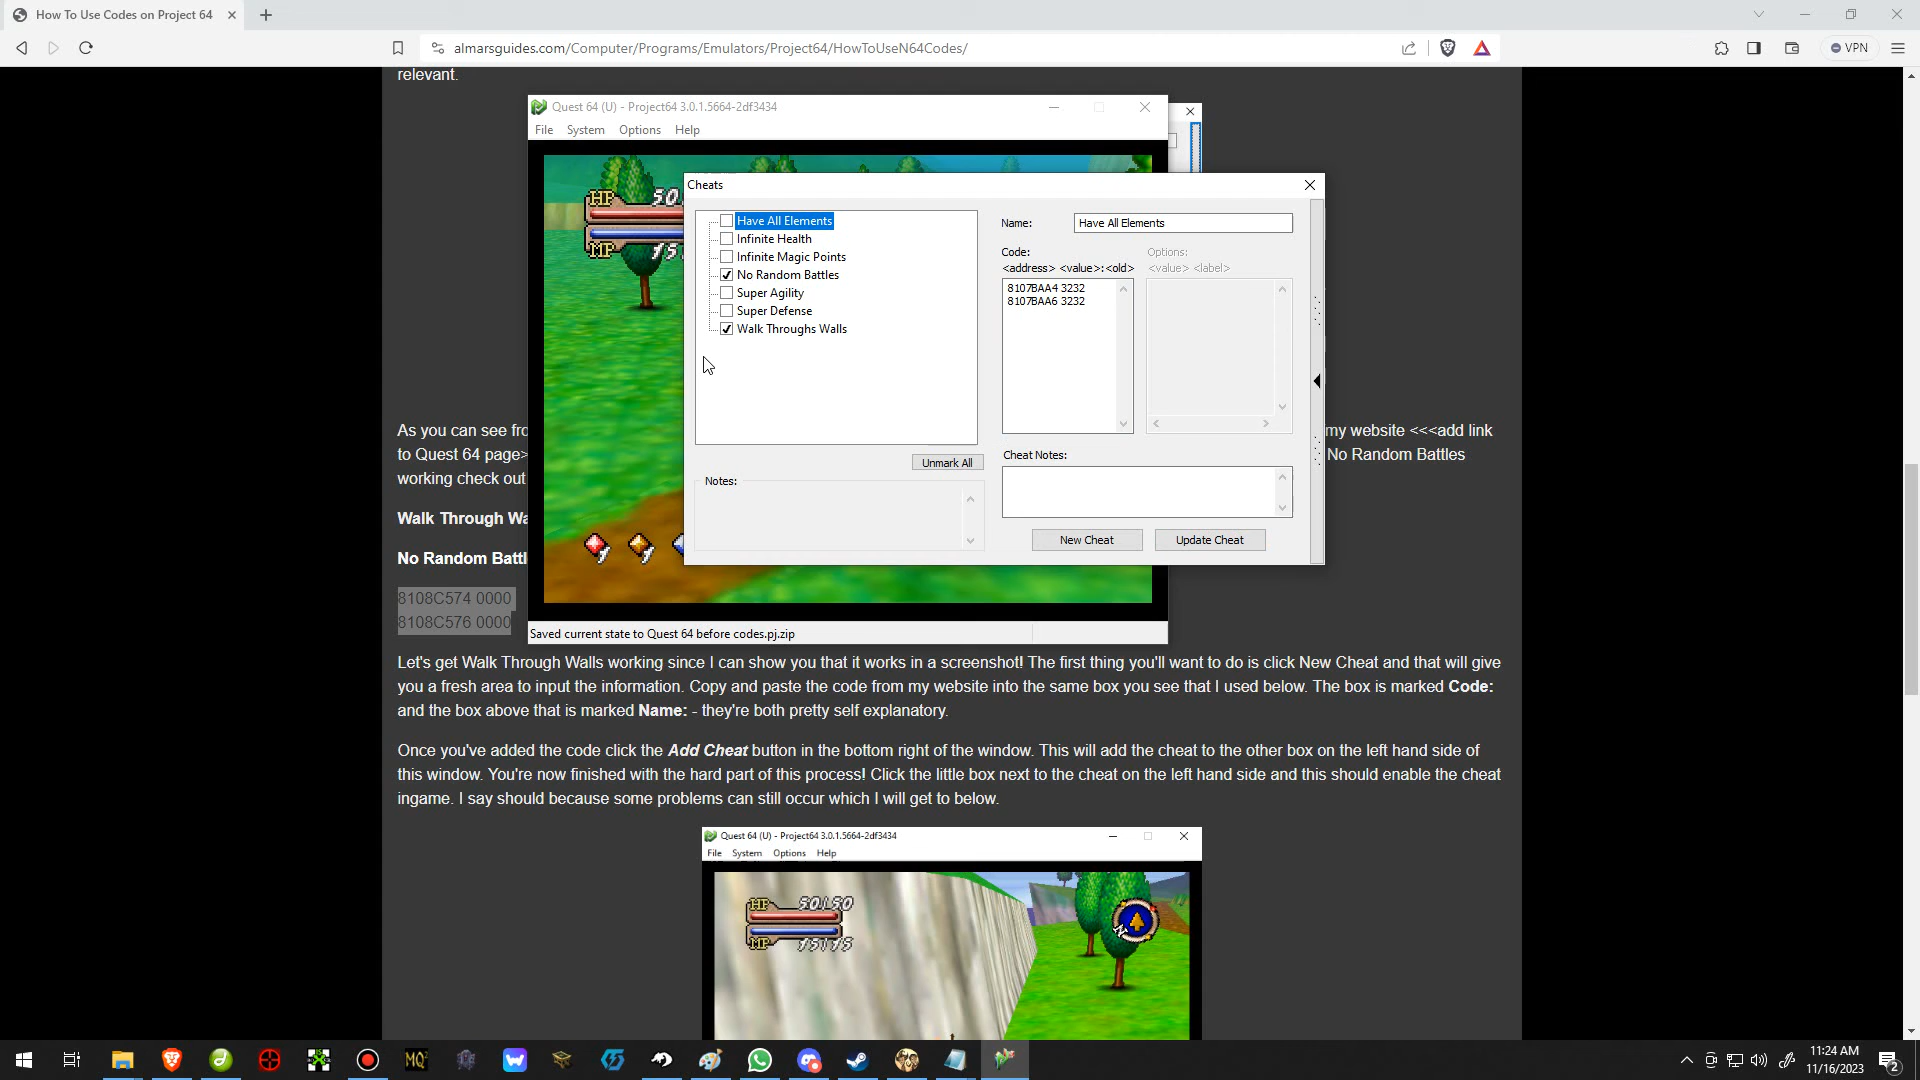 How To Use Codes on Project 64
almarsguides.com/Computer/Programs/Emulators/Project64/HowToUseN64Codes/
VPN
relevant.
Quest 64 (U) - Project64 3.0.1.5664-2df3434
File System Options Help
HP 50
MP 15
Cheats
Have All Elements
Infinite Health
Infinite Magic Points
No Random Battles
Super Agility
Super Defense
Walk Throughs Walls
Unmark All
Notes:
Name: Have All Elements
Code: Options:
<address> <value>:<old> <value> <label>
8107BAA4 3232
8107BAA6 3232
Cheat Notes:
New Cheat Update Cheat
Saved current state to Quest 64 before codes.pj.zip
As you can see fro my website <<<add link
to Quest 64 page> No Random Battles
working check out
Walk Through Wa
No Random Battl
8108C574 0000
8108C576 0000
Let's get Walk Through Walls working since I can show you that it works in a screenshot! The first thing you'll want to do is click New Cheat and that will give
you a fresh area to input the information. Copy and paste the code from my website into the same box you see that I used below. The box is marked Code:
and the box above that is marked Name: - they're both pretty self explanatory.
Once you've added the code click the Add Cheat button in the bottom right of the window. This will add the cheat to the other box on the left hand side of
this window. You're now finished with the hard part of this process! Click the little box next to the cheat on the left hand side and this should enable the cheat
ingame. I say should because some problems can still occur which I will get to below.
Quest 64 (U) - Project64 3.0.1.5664-2df3434
File System Options Help
HP 50/50
MP 15/15
N
MQ
11:24 AM
11/16/2023
2